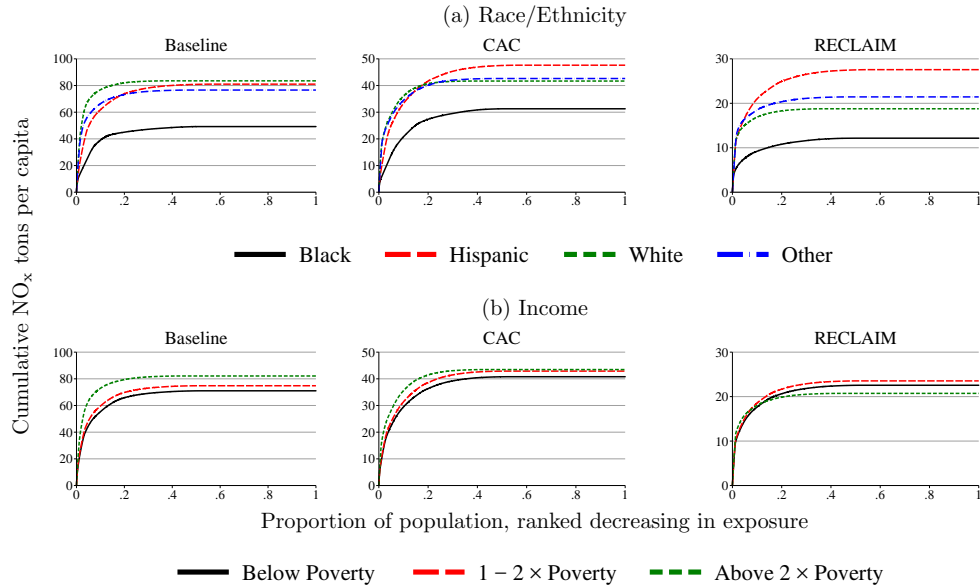 (a) Race/Ethnicity
Baseline CAC RECLAIM
100 50 30
80 40
60 30 20
40 20 10
20 10
0 0 0
0 .2 .4 .6 .8 1 0 .2 .4 .6 .8 1 0 .2 .4 .6 .8 1
Black Hispanic White Other
Cumulative NOx tons per capita
(b) Income
Baseline CAC RECLAIM
100 50 30
80 40
60 30 20
40 20 10
20 10
0 0 0
0 .2 .4 .6 .8 1 0 .2 .4 .6 .8 1 0 .2 .4 .6 .8 1
Proportion of population, ranked decreasing in exposure
Below Poverty 1 – 2 × Poverty Above 2 × Poverty